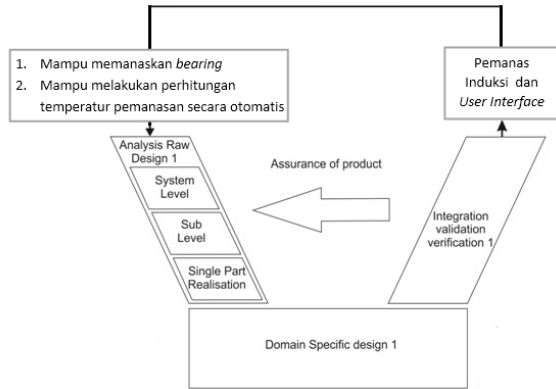 1. Mampu memanaskan bearing
2. Mampu melakukan perhitungan
temperatur pemanasan secara otomatis
Pemanas
Induksi dan
User Interface
Analysis Raw
Design 1
System
Level
Sub
Level
Single Part
Realisation
Assurance of product
Integration
validation
verification 1
Domain Specific design 1